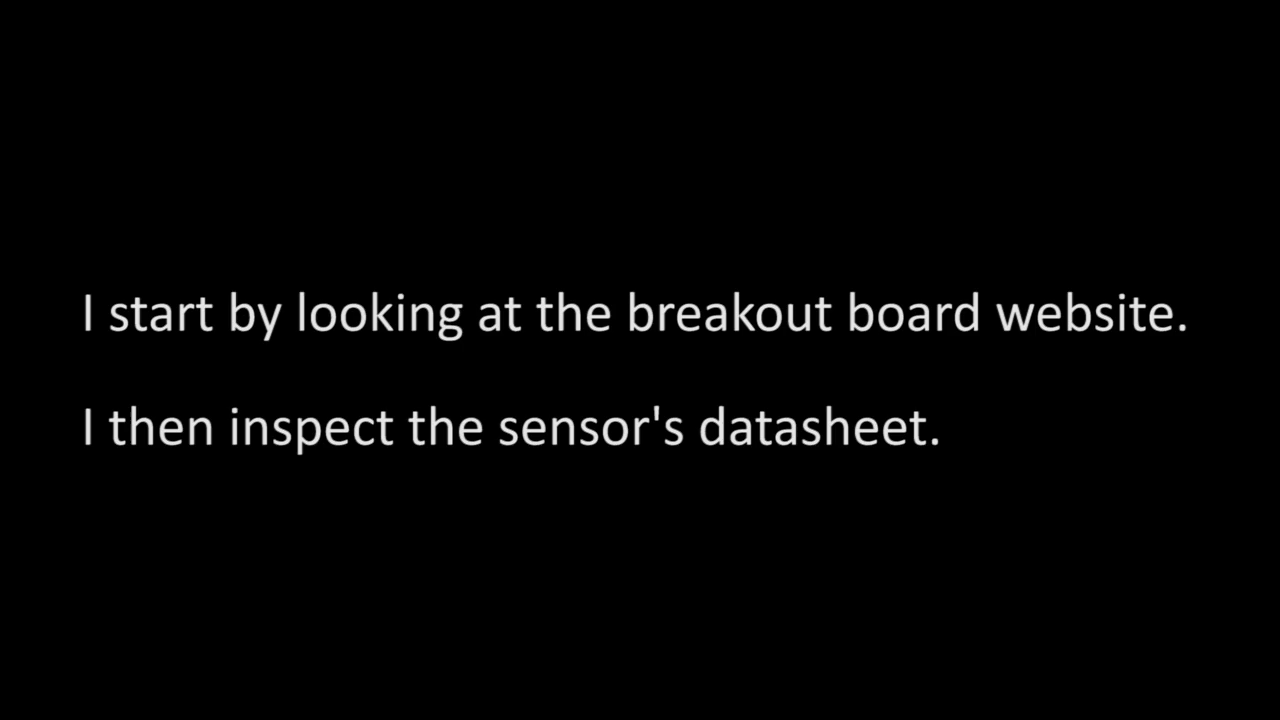 I start by looking at the breakout board website.
I then inspect the sensor's datasheet.